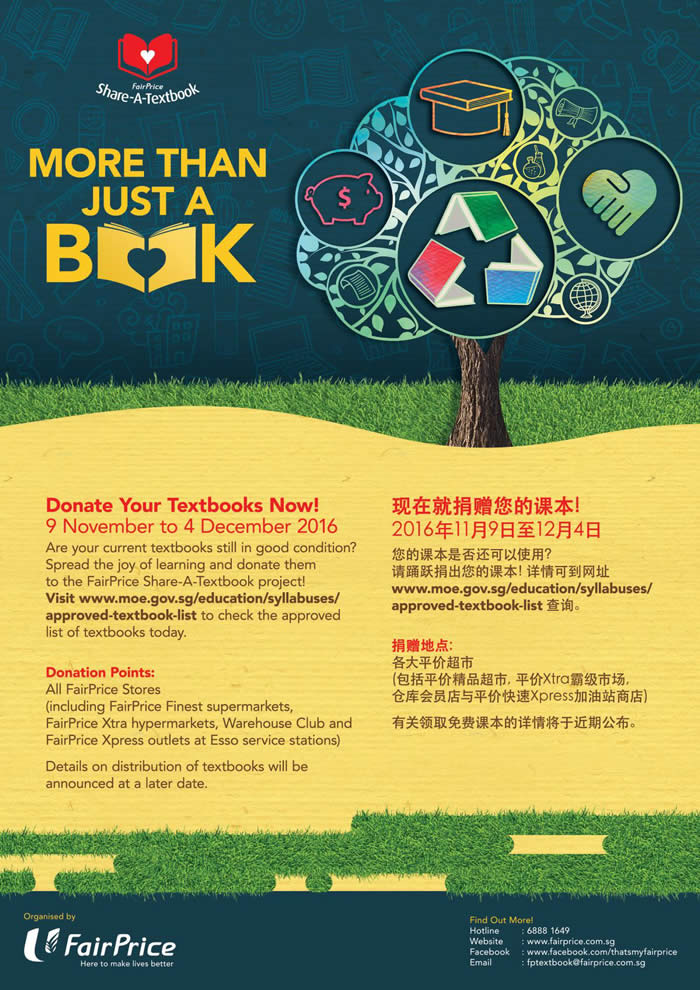 FairPrice
Share-A-Textbook
MORE THAN
JUST A
BOOK
$
Donate Your Textbooks Now!
9 November to 4 December 2016
Are your current textbooks still in good condition?
Spread the joy of learning and donate them
to the FairPrice Share-A-Textbook project!
Visit www.moe.gov.sg/education/syllabuses/
approved-textbook-list to check the approved
list of textbooks today.
Donation Points:
All FairPrice Stores
(including FairPrice Finest supermarkets,
FairPrice Xtra hypermarkets, Warehouse Club and
FairPrice Xpress outlets at Esso service stations)
Details on distribution of textbooks will be
announced at a later date.
现在就捐赠您的课本!
2016年11月9日至12月4日
您的课本是否还可以使用?
请踊跃捐出您的课本! 详情可到网址
www.moe.gov.sg/education/syllabuses/
approved-textbook-list 查询。
捐赠地点:
各大平价超市
(包括平价精品超市, 平价Xtra霸级市场,
仓库会员店与平价快速Xpress加油站商店)
有关领取免费课本的详情将于近期公布。
Organised by
FairPrice
Here to make lives better
Find Out More!
Hotline : 6888 1649
Website : www.fairprice.com.sg
Facebook : www.facebook.com/thatsmyfairprice
Email : fptextbook@fairprice.com.sg